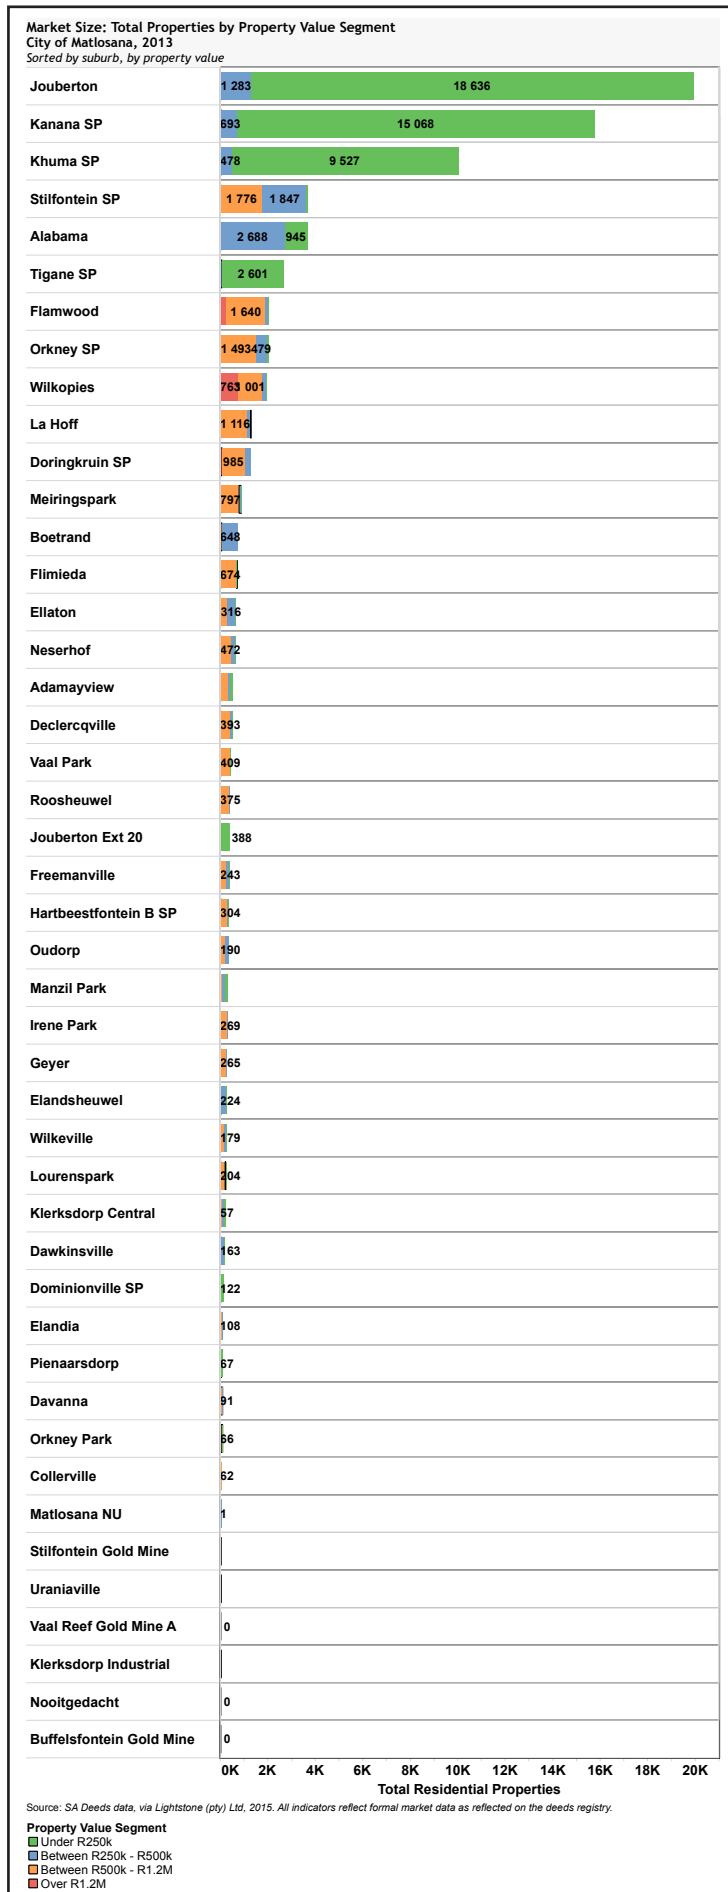 Market Size: Total Properties by Property Value Segment
City of Matlosana, 2013
Sorted by suburb, by property value
Jouberton 1 283 18 636
Kanana SP 693 15 068
Khuma SP 478 9 527
Stilfontein SP 1 776 1 847
Alabama 2 688 945
Tigane SP 2 601
Flamwood 1 640
Orkney SP 1 493 479
Wilkopies 763 1 001
La Hoff 1 116
Doringkruin SP 985
Meiringspark 797
Boetrand 648
Flimieda 674
Ellaton 316
Neserhof 472
Adamayview
Declercqville 393
Vaal Park 409
Roosheuwel 375
Jouberton Ext 20 388
Freemanville 243
Hartbeestfontein B SP 304
Oudorp 190
Manzil Park
Irene Park 269
Geyer 265
Elandsheuwel 224
Wilkeville 179
Lourenspark 204
Klerksdorp Central 57
Dawkinsville 163
Dominionville SP 122
Elandia 108
Pienaarsdorp 67
Davanna 91
Orkney Park 66
Collerville 62
Matlosana NU 1
Stilfontein Gold Mine
Uraniaville
Vaal Reef Gold Mine A 0
Klerksdorp Industrial
Nooitgedacht 0
Buffelsfontein Gold Mine 0
0K 2K 4K 6K 8K 10K 12K 14K 16K 18K 20K
Total Residential Properties
Source: SA Deeds data, via Lightstone (pty) Ltd, 2015. All indicators reflect formal market data as reflected on the deeds registry.
Property Value Segment
Under R250k
Between R250k - R500k
Between R500k - R1.2M
Over R1.2M